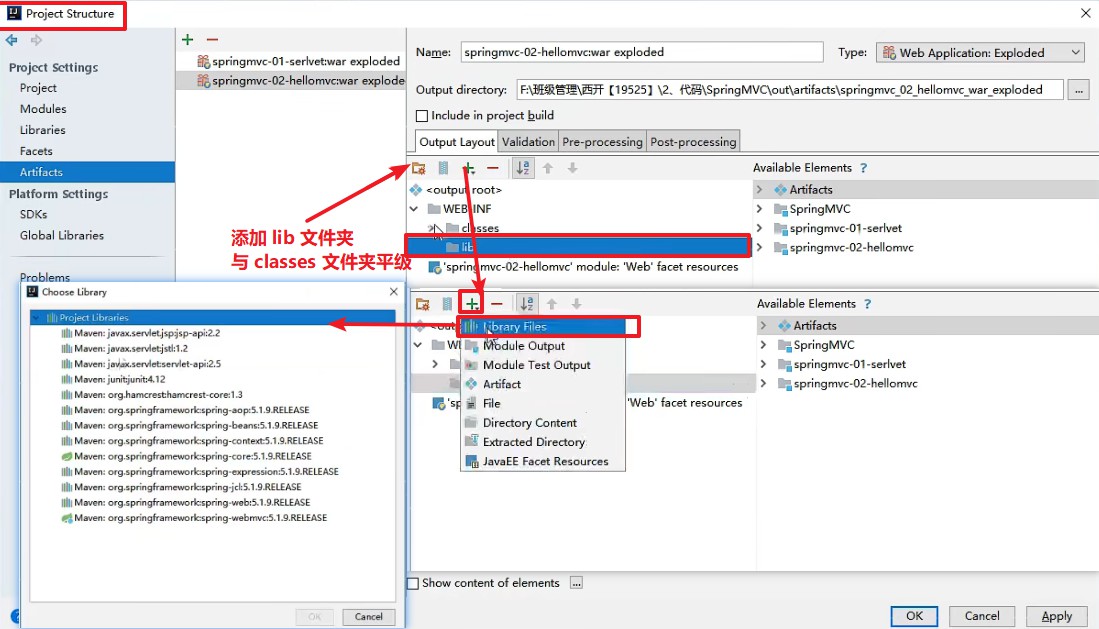 Project Structure
Project Settings
Project
Modules
Libraries
Facets
Artifacts
Platform Settings
SDKs
Global Libraries
Problems
springmvc-01-serlvet:war exploded
springmvc-02-hellomvc:war explode
Name: springmvc-02-hellomvc:war exploded
Type: Web Application: Exploded
Output directory: F:\班级管理\西开【19525】\2、代码\SpringMVC\out\artifacts\springmvc_02_hellomvc_war_exploded ...
Include in project build
Output Layout Validation Pre-processing Post-processing
Available Elements ?
<output root>
WEB-INF
classes
lib
'springmvc-02-hellomvc' module: 'Web' facet resources
Artifacts
SpringMVC
springmvc-01-serlvet
springmvc-02-hellomvc
添加 lib 文件夹
与 classes 文件夹平级
Choose Library
Project Libraries
Maven: javax.servlet.jsp:jsp-api:2.2
Maven: javax.servlet:jstl:1.2
Maven: javax.servlet:servlet-api:2.5
Maven: junit:junit:4.12
Maven: org.hamcrest:hamcrest-core:1.3
Maven: org.springframework:spring-aop:5.1.9.RELEASE
Maven: org.springframework:spring-beans:5.1.9.RELEASE
Maven: org.springframework:spring-context:5.1.9.RELEASE
Maven: org.springframework:spring-core:5.1.9.RELEASE
Maven: org.springframework:spring-expression:5.1.9.RELEASE
Maven: org.springframework:spring-jcl:5.1.9.RELEASE
Maven: org.springframework:spring-web:5.1.9.RELEASE
Maven: org.springframework:spring-webmvc:5.1.9.RELEASE
OK Cancel
Available Elements ?
<out
WE
'sp
'Web' facet resources
Library Files
Module Output
Module Test Output
Artifact
File
Directory Content
Extracted Directory
JavaEE Facet Resources
Artifacts
SpringMVC
springmvc-01-serlvet
springmvc-02-hellomvc
Show content of elements ...
OK Cancel Apply